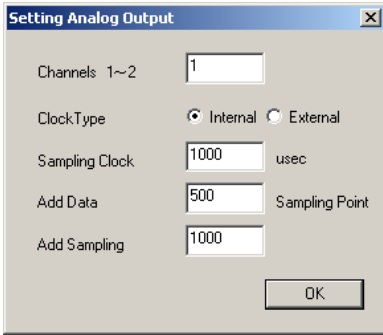 Setting Analog Output
Channels 1~2 1
ClockType Internal External
Sampling Clock 1000 usec
Add Data 500 Sampling Point
Add Sampling 1000
OK